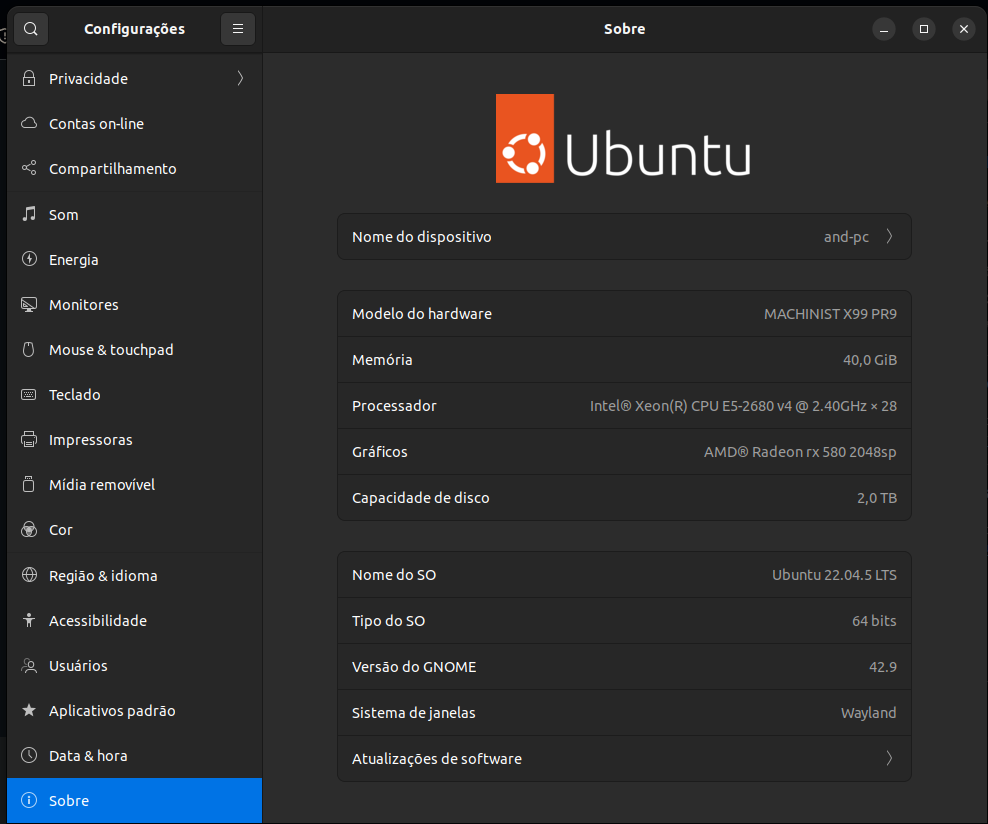 Configurações
Sobre
Privacidade
Contas on-line
Compartilhamento
Som
Energia
Monitores
Mouse & touchpad
Teclado
Impressoras
Mídia removível
Cor
Região & idioma
Acessibilidade
Usuários
Aplicativos padrão
Data & hora
Sobre
Ubuntu
Nome do dispositivo and-pc
Modelo do hardware MACHINIST X99 PR9
Memória 40,0 GiB
Processador Intel® Xeon(R) CPU E5-2680 v4 @ 2.40GHz × 28
Gráficos AMD® Radeon rx 580 2048sp
Capacidade de disco 2,0 TB
Nome do SO Ubuntu 22.04.5 LTS
Tipo do SO 64 bits
Versão do GNOME 42.9
Sistema de janelas Wayland
Atualizações de software